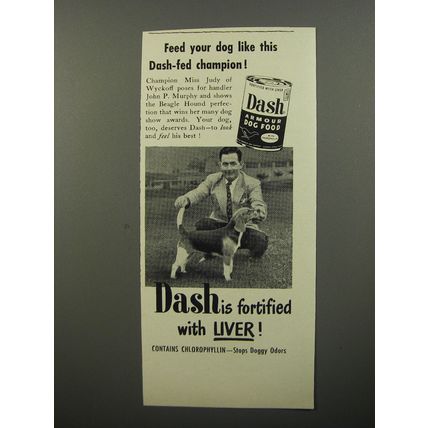 Feed your dog like this
Dash-fed champion!
Champion Miss Judy of
Wyckoff poses for handler
John P. Murphy and shows
the Beagle Hound perfec-
tion that wins her many dog
show awards. Your dog,
too, deserves Dash—to look
and feel his best!
FORTIFIED WITH LIVER
Dash
ARMOUR
DOG FOOD
Dash is fortified
with LIVER!
CONTAINS CHLOROPHYLLIN—Stops Doggy Odors